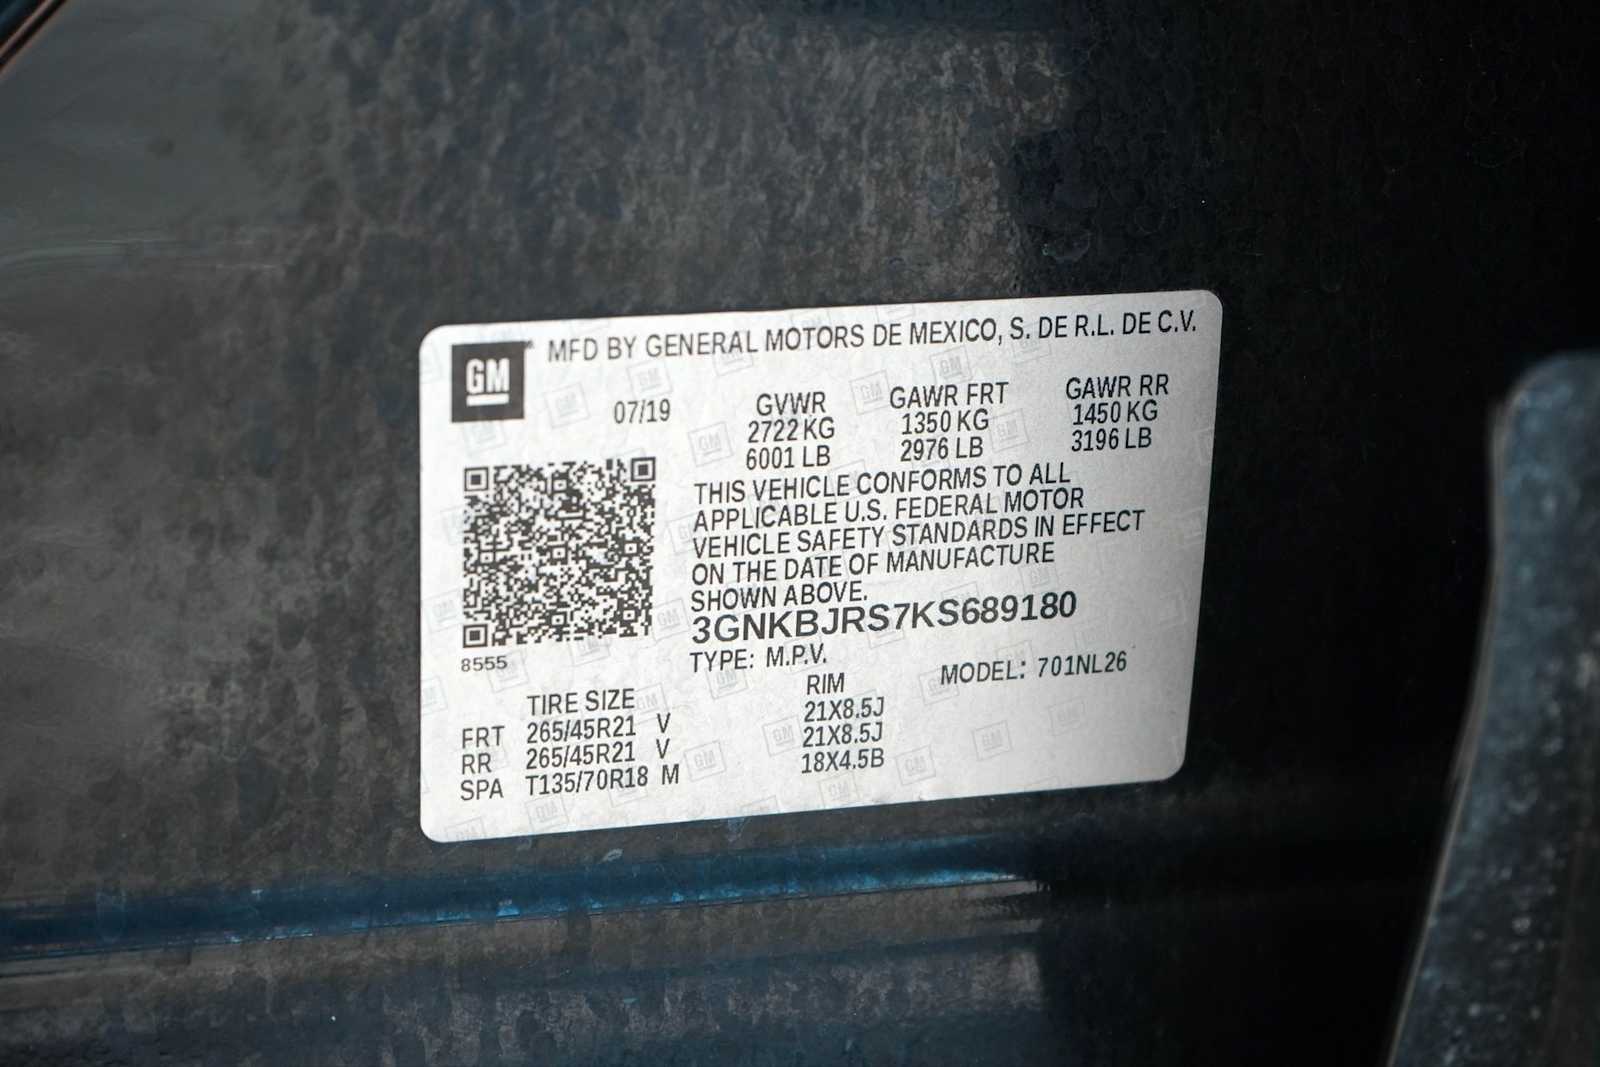 GM MFD BY GENERAL MOTORS DE MEXICO, S. DE R.L. DE C.V.
07/19 GVWR GAWR FRT GAWR RR
2722 KG 1350 KG 1450 KG
6001 LB 2976 LB 3196 LB
THIS VEHICLE CONFORMS TO ALL
APPLICABLE U.S. FEDERAL MOTOR
VEHICLE SAFETY STANDARDS IN EFFECT
ON THE DATE OF MANUFACTURE
SHOWN ABOVE.
3GNKBJRS7KS689180
8555
TYPE: M.P.V. MODEL: 701NL26
TIRE SIZE RIM
FRT 265/45R21 V 21X8.5J
RR 265/45R21 V 21X8.5J
SPA T135/70R18 M 18X4.5B